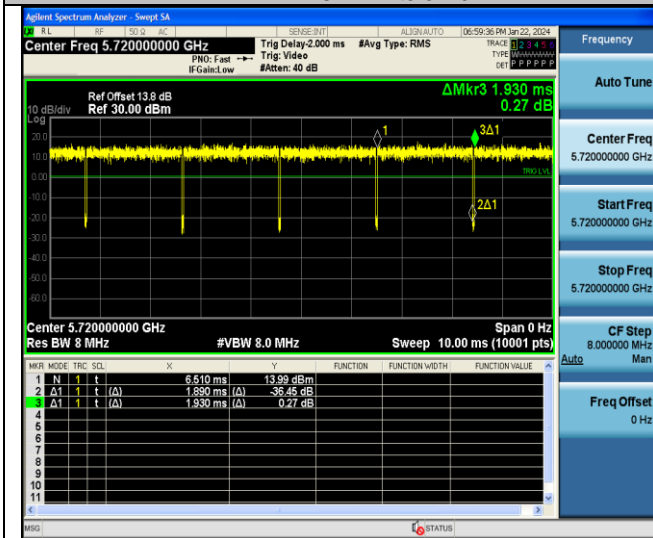 Agilent Spectrum Analyzer - Swept SA
RL RF 50 Ω AC SENSE:INT ALIGN AUTO 06:59:36 PM Jan 22, 2024
Center Freq 5.720000000 GHz
PNO: Fast
IFGain:Low
Trig Delay-2.000 ms
Trig: Video
#Atten: 40 dB
#Avg Type: RMS
TRACE 1 2 3 4 5 6
TYPE
DET P P P P P P
Frequency
Auto Tune
Center Freq
5.720000000 GHz
Start Freq
5.720000000 GHz
Stop Freq
5.720000000 GHz
CF Step
8.000000 MHz
Auto Man
Freq Offset
0 Hz
ΔMkr3 1.930 ms
0.27 dB
Ref Offset 13.8 dB
10 dB/div Ref 30.00 dBm
Log
20.0
10.0
0.00
-10.0
-20.0
-30.0
-40.0
-50.0
-60.0
1
3Δ1
TRIG LVL
2Δ1
Center 5.720000000 GHz Span 0 Hz
Res BW 8 MHz #VBW 8.0 MHz Sweep 10.00 ms (10001 pts)
MKR MODE TRC SCL X Y FUNCTION FUNCTION WIDTH FUNCTION VALUE
1 N 1 t 6.510 ms 13.99 dBm
2 Δ1 1 t (Δ) 1.890 ms (Δ) -36.45 dB
3 Δ1 1 t (Δ) 1.930 ms (Δ) 0.27 dB
4
5
6
7
8
9
10
11
MSG STATUS